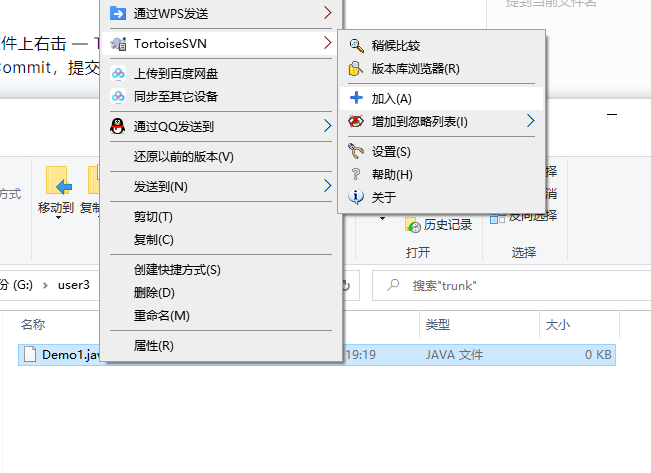 提到当前文件名
通过WPS发送
件上右击 —
TortoiseSVN
Commit，提交
上传到百度网盘
同步至其它设备
通过QQ发送到
还原以前的版本(V)
发送到(N)
剪切(T)
复制(C)
创建快捷方式(S)
删除(D)
重命名(M)
属性(R)
稍候比较
版本库浏览器(R)
加入(A)
增加到忽略列表(I)
设置(S)
帮助(H)
关于
方式
移动到
复制
择
消
历史记录
反向选择
打开
选择
份 (G:)
user3
搜索"trunk"
名称
类型
大小
Demo1.jav
19:19
JAVA 文件
0 KB